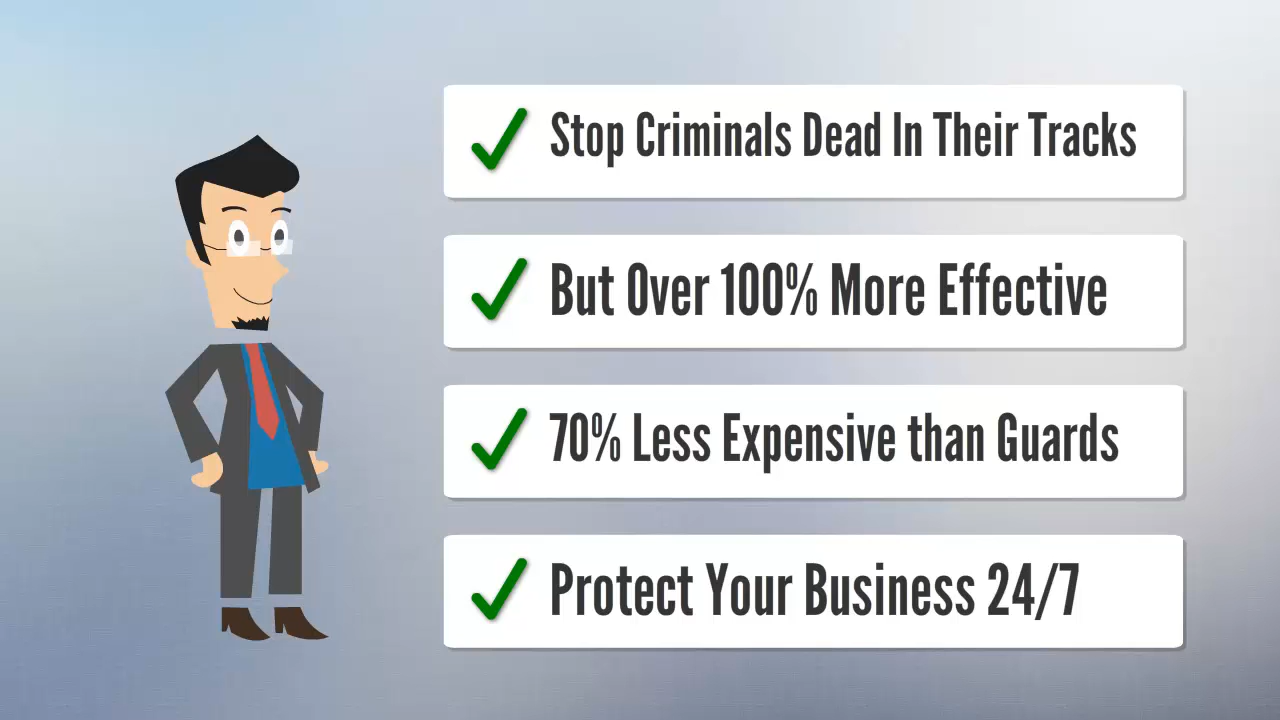 Stop Criminals Dead In Their Tracks
But Over 100% More Effective
70% Less Expensive than Guards
Protect Your Business 24/7